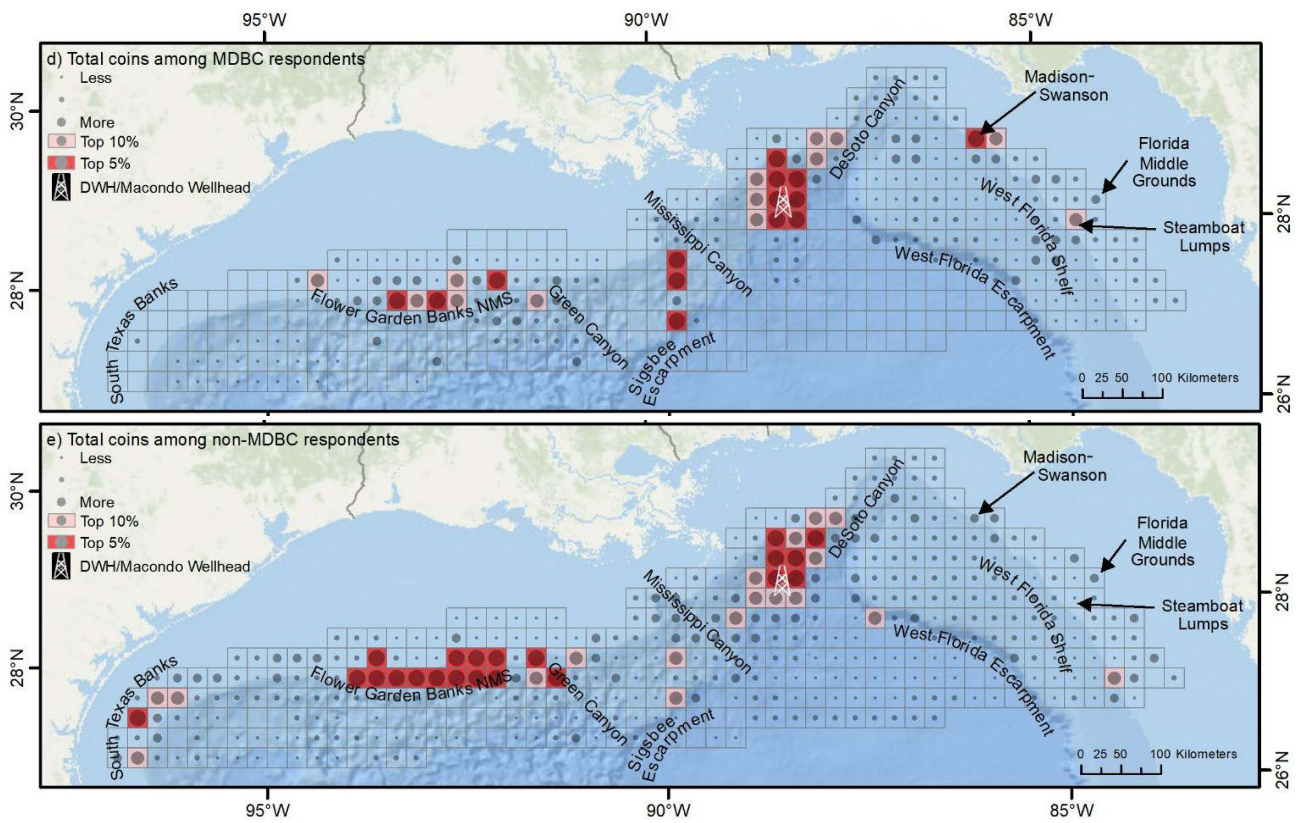 95°W 90°W 85°W
d) Total coins among MDBC respondents
Less
More
Top 10%
Top 5%
DWH/Macondo Wellhead
30°N
28°N
28°N
26°N
Madison-
Swanson
Florida
Middle
Grounds
Steamboat
Lumps
DeSoto Canyon
Mississippi Canyon
West Florida Shelf
West Florida Escarpment
Flower Garden Banks NMS
Green Canyon
Sigsbee
Escarpment
South Texas Banks
0 25 50 100 Kilometers
e) Total coins among non-MDBC respondents
Less
More
Top 10%
Top 5%
DWH/Macondo Wellhead
30°N
28°N
28°N
26°N
Madison-
Swanson
Florida
Middle
Grounds
Steamboat
Lumps
DeSoto Canyon
Mississippi Canyon
West Florida Shelf
West Florida Escarpment
Flower Garden Banks NMS
Green Canyon
Sigsbee
Escarpment
South Texas Banks
0 25 50 100 Kilometers
95°W 90°W 85°W